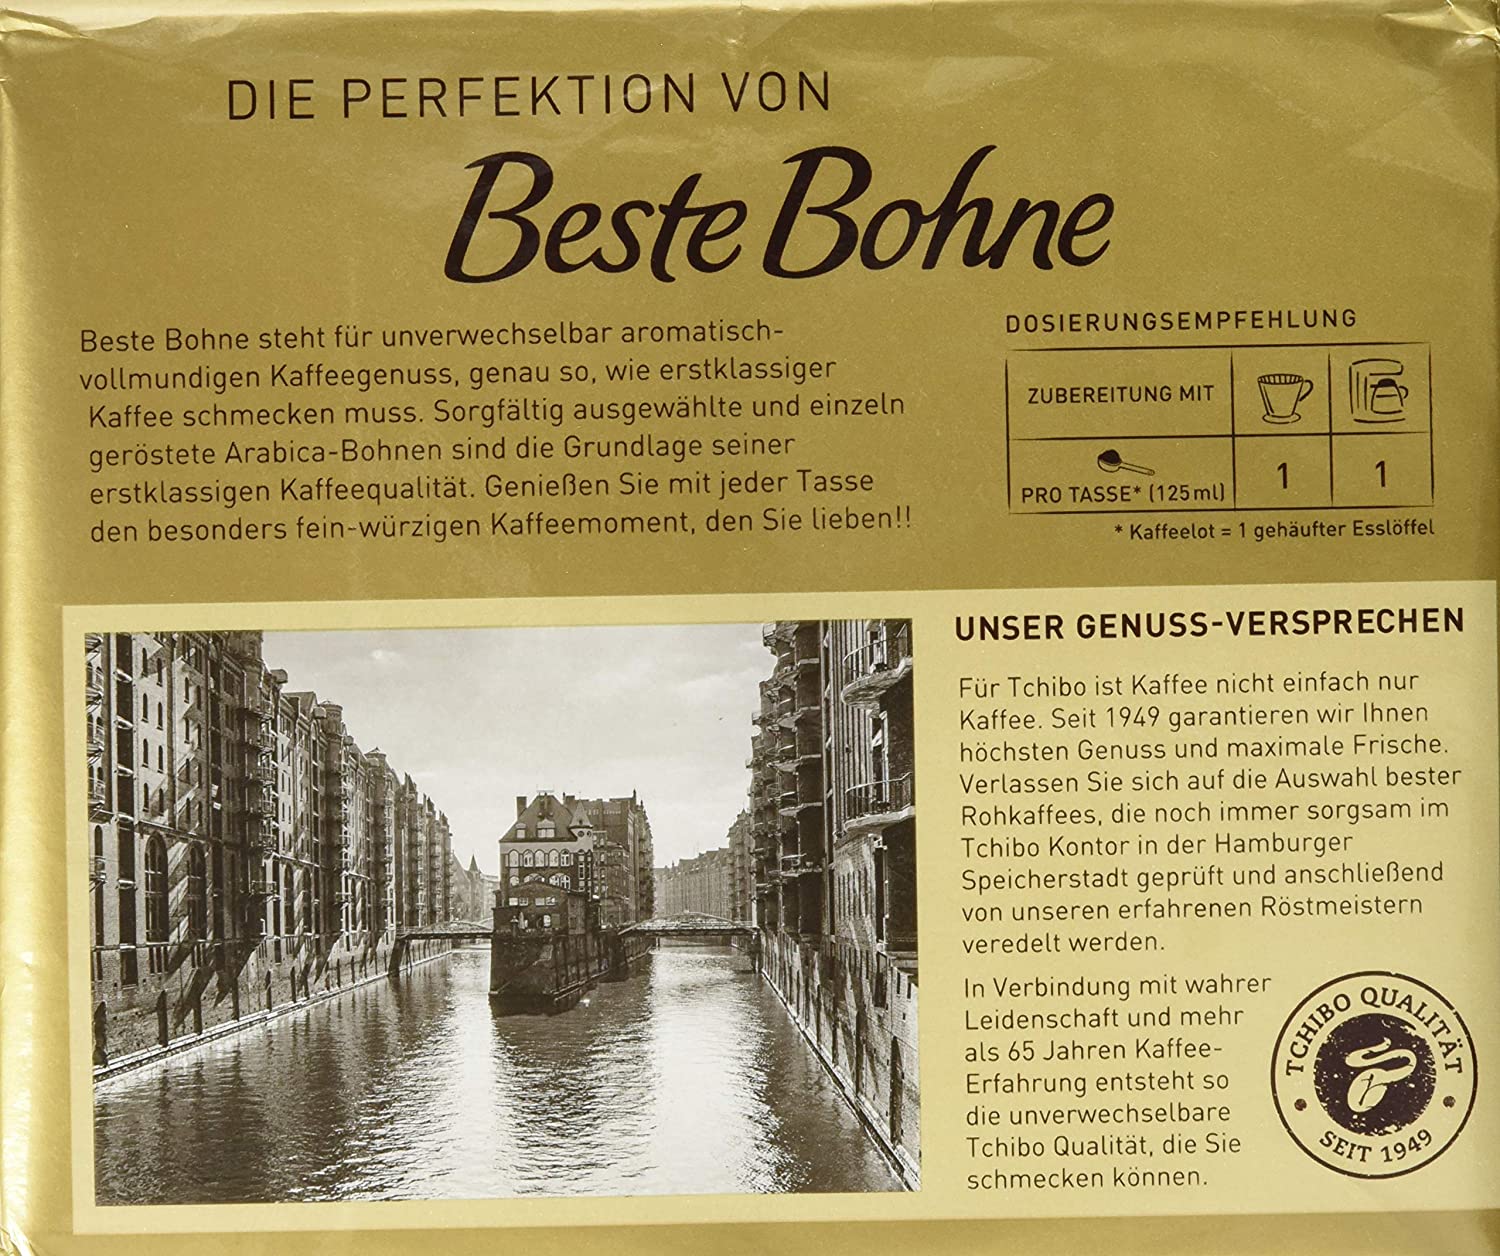 DIE PERFEKTION VON
Beste Bohne
Beste Bohne steht für unverwechselbar aromatisch-
vollmundigen Kaffeegenuss, genau so, wie erstklassiger
Kaffee schmecken muss. Sorgfältig ausgewählte und einzeln
geröstete Arabica-Bohnen sind die Grundlage seiner
erstklassigen Kaffeequalität. Genießen Sie mit jeder Tasse
den besonders fein-würzigen Kaffeemoment, den Sie lieben!!
DOSIERUNGSEMPFEHLUNG
ZUBEREITUNG MIT
PRO TASSE* (125ml) 1 1
* Kaffeelot = 1 gehäufter Esslöffel
UNSER GENUSS-VERSPRECHEN
Für Tchibo ist Kaffee nicht einfach nur
Kaffee. Seit 1949 garantieren wir Ihnen
höchsten Genuss und maximale Frische.
Verlassen Sie sich auf die Auswahl bester
Rohkaffees, die noch immer sorgsam im
Tchibo Kontor in der Hamburger
Speicherstadt geprüft und anschließend
von unseren erfahrenen Röstmeistern
veredelt werden.
In Verbindung mit wahrer
Leidenschaft und mehr
als 65 Jahren Kaffee-
Erfahrung entsteht so
die unverwechselbare
Tchibo Qualität, die Sie
schmecken können.
TCHIBO QUALITÄT
SEIT 1949